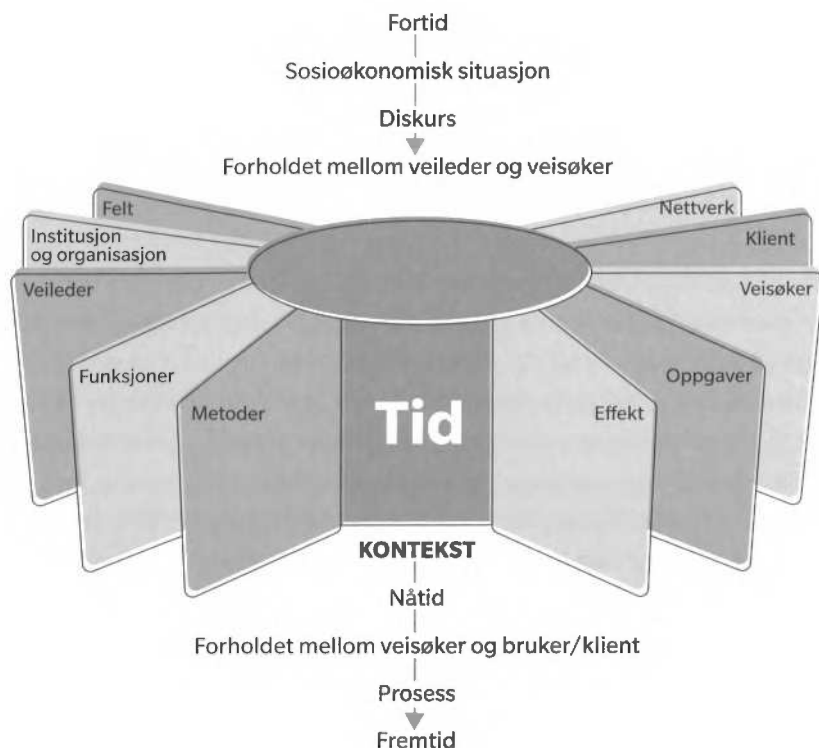 Fortid
Sosioøkonomisk situasjon
Diskurs
Forholdet mellom veileder og veisøker
Felt
Nettverk
Institusjon
og organisasjon
Klient
Veileder
Veisøker
Funksjoner
Oppgaver
Metoder
Tid
Effekt
KONTEKST
Nåtid
Forholdet mellom veisøker og bruker/klient
Prosess
Fremtid